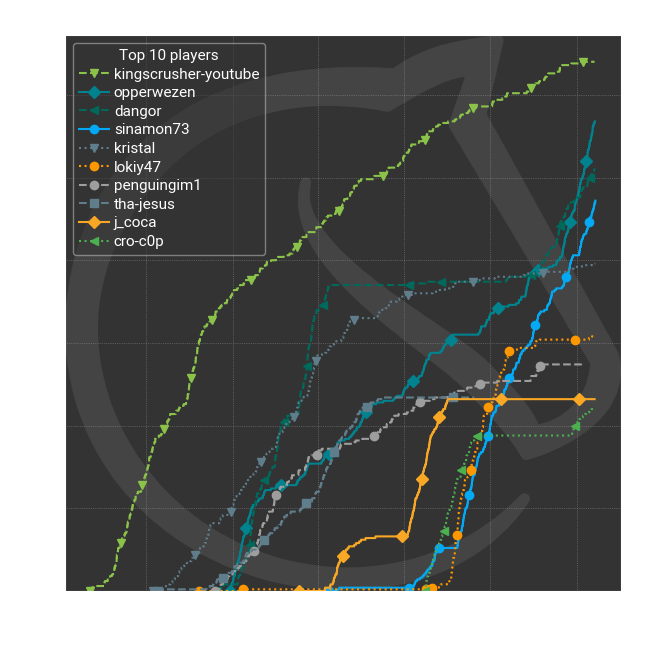 Top 10 players
kingscrusher-youtube
opperwezen
dangor
sinamon73
kristal
lokiy47
penguingim1
tha-jesus
j_coca
cro-c0p